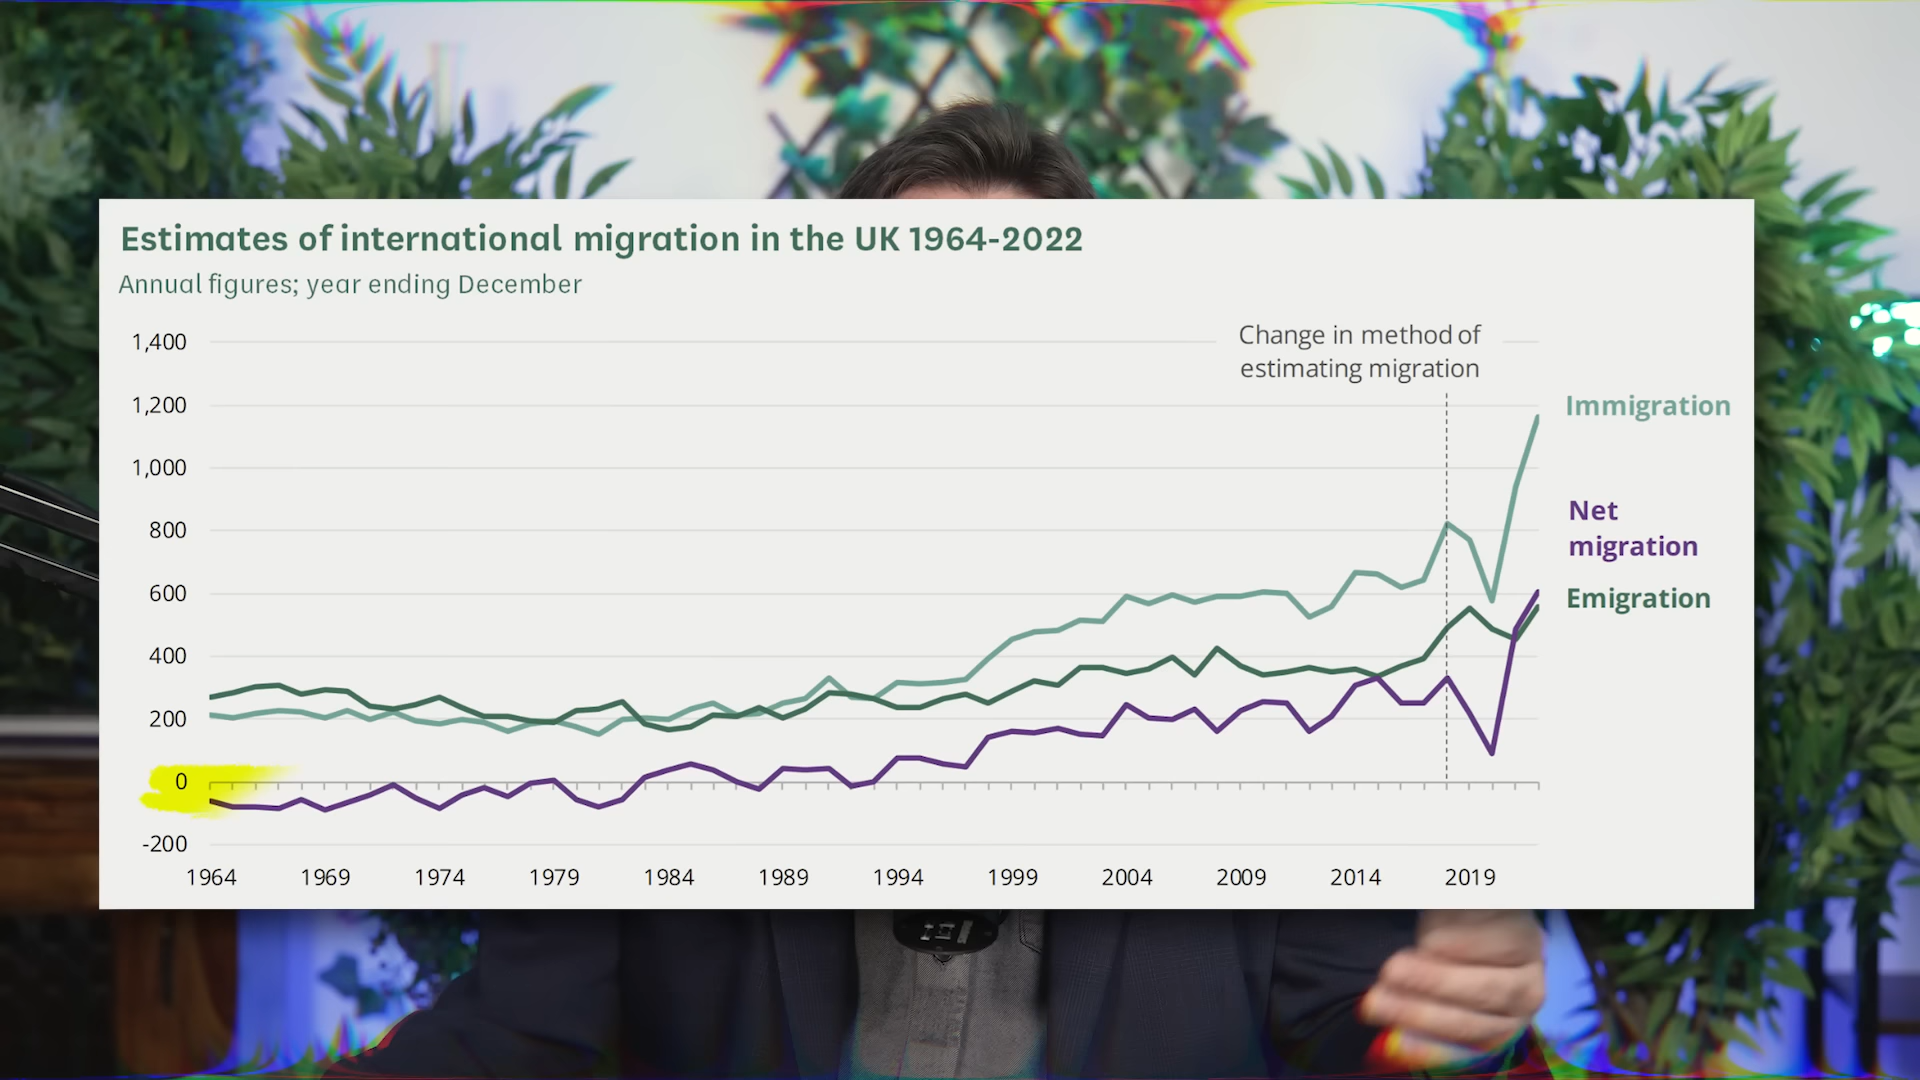 Estimates of international migration in the UK 1964-2022
Annual figures; year ending December
1,400
1,200
1,000
800
600
400
200
0
-200
Change in method of
estimating migration
Immigration
Net
migration
Emigration
1964 1969 1974 1979 1984 1989 1994 1999 2004 2009 2014 2019